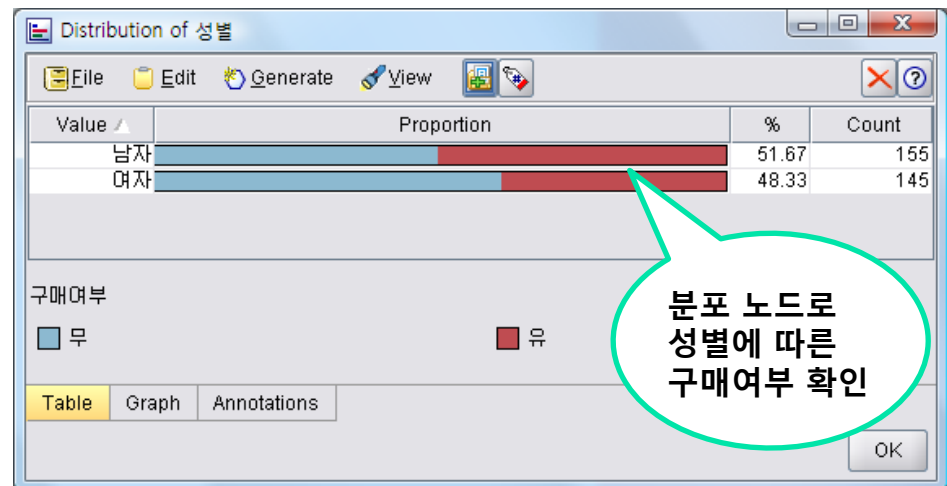 Distribution of 성별
File Edit Generate View
Value Proportion % Count
남자 51.67 155
여자 48.33 145
구매여부
무 유
분포 노드로
성별에 따른
구매여부 확인
Table Graph Annotations
OK